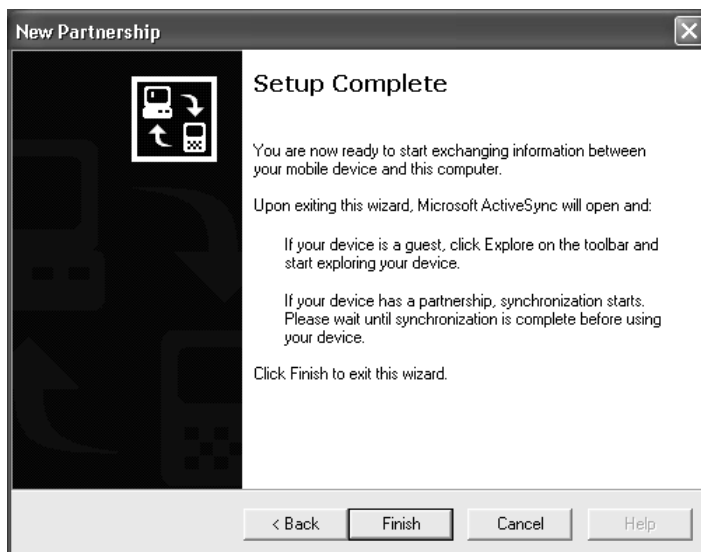 New Partnership
Setup Complete
You are now ready to start exchanging information between
your mobile device and this computer.
Upon exiting this wizard, Microsoft ActiveSync will open and:
If your device is a guest, click Explore on the toolbar and
start exploring your device.
If your device has a partnership, synchronization starts.
Please wait until synchronization is complete before using
your device.
Click Finish to exit this wizard.
< Back Finish Cancel Help